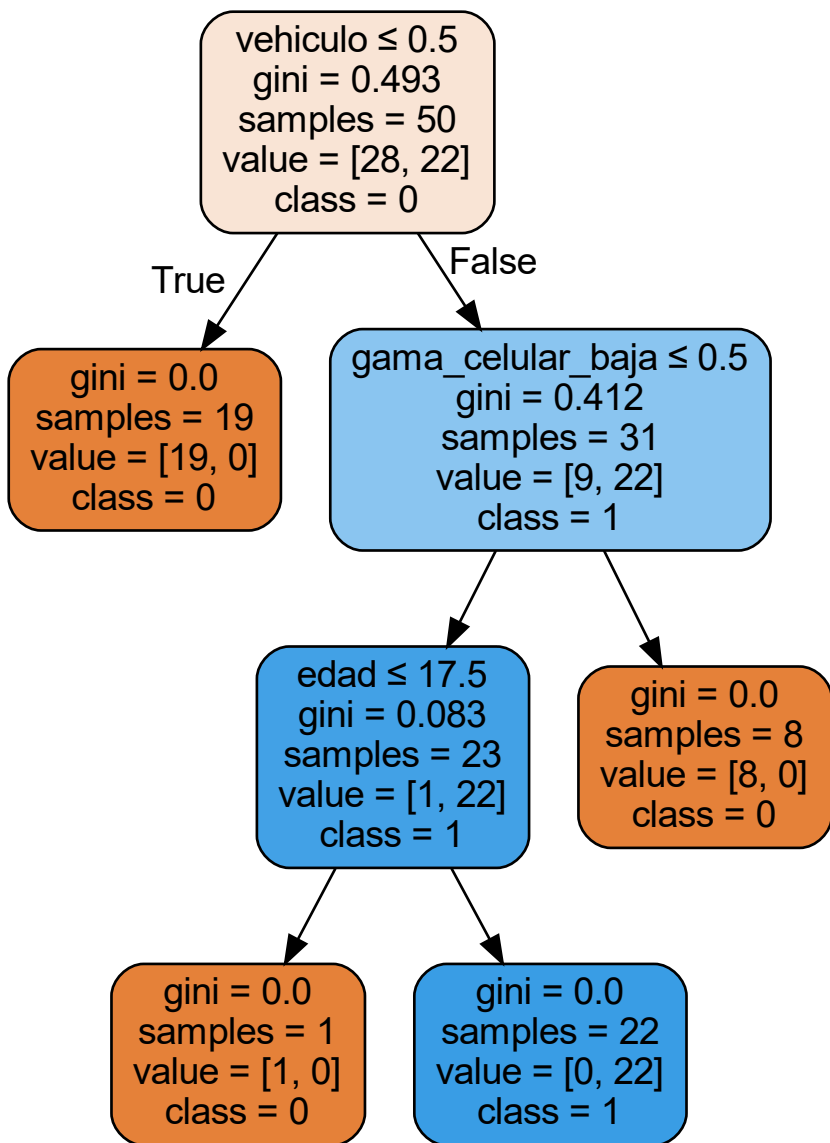 vehiculo ≤ 0.5
gini = 0.493
samples = 50
value = [28, 22]
class = 0
True
False
gini = 0.0
samples = 19
value = [19, 0]
class = 0
gama_celular_baja ≤ 0.5
gini = 0.412
samples = 31
value = [9, 22]
class = 1
edad ≤ 17.5
gini = 0.083
samples = 23
value = [1, 22]
class = 1
gini = 0.0
samples = 8
value = [8, 0]
class = 0
gini = 0.0
samples = 1
value = [1, 0]
class = 0
gini = 0.0
samples = 22
value = [0, 22]
class = 1